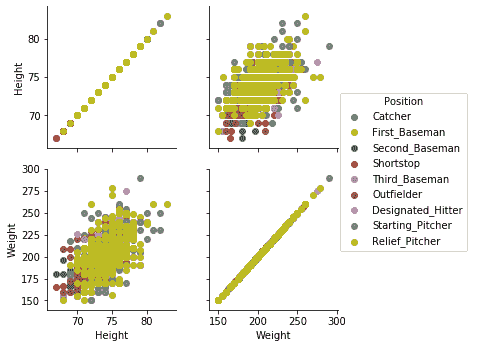 Height
80
75
70
Position
Catcher
First_Baseman
Second_Baseman
Shortstop
Third_Baseman
Outfielder
Designated_Hitter
Starting_Pitcher
Relief_Pitcher
Weight
300
275
250
225
200
175
150
70 75 80
Height
150 200 250 300
Weight